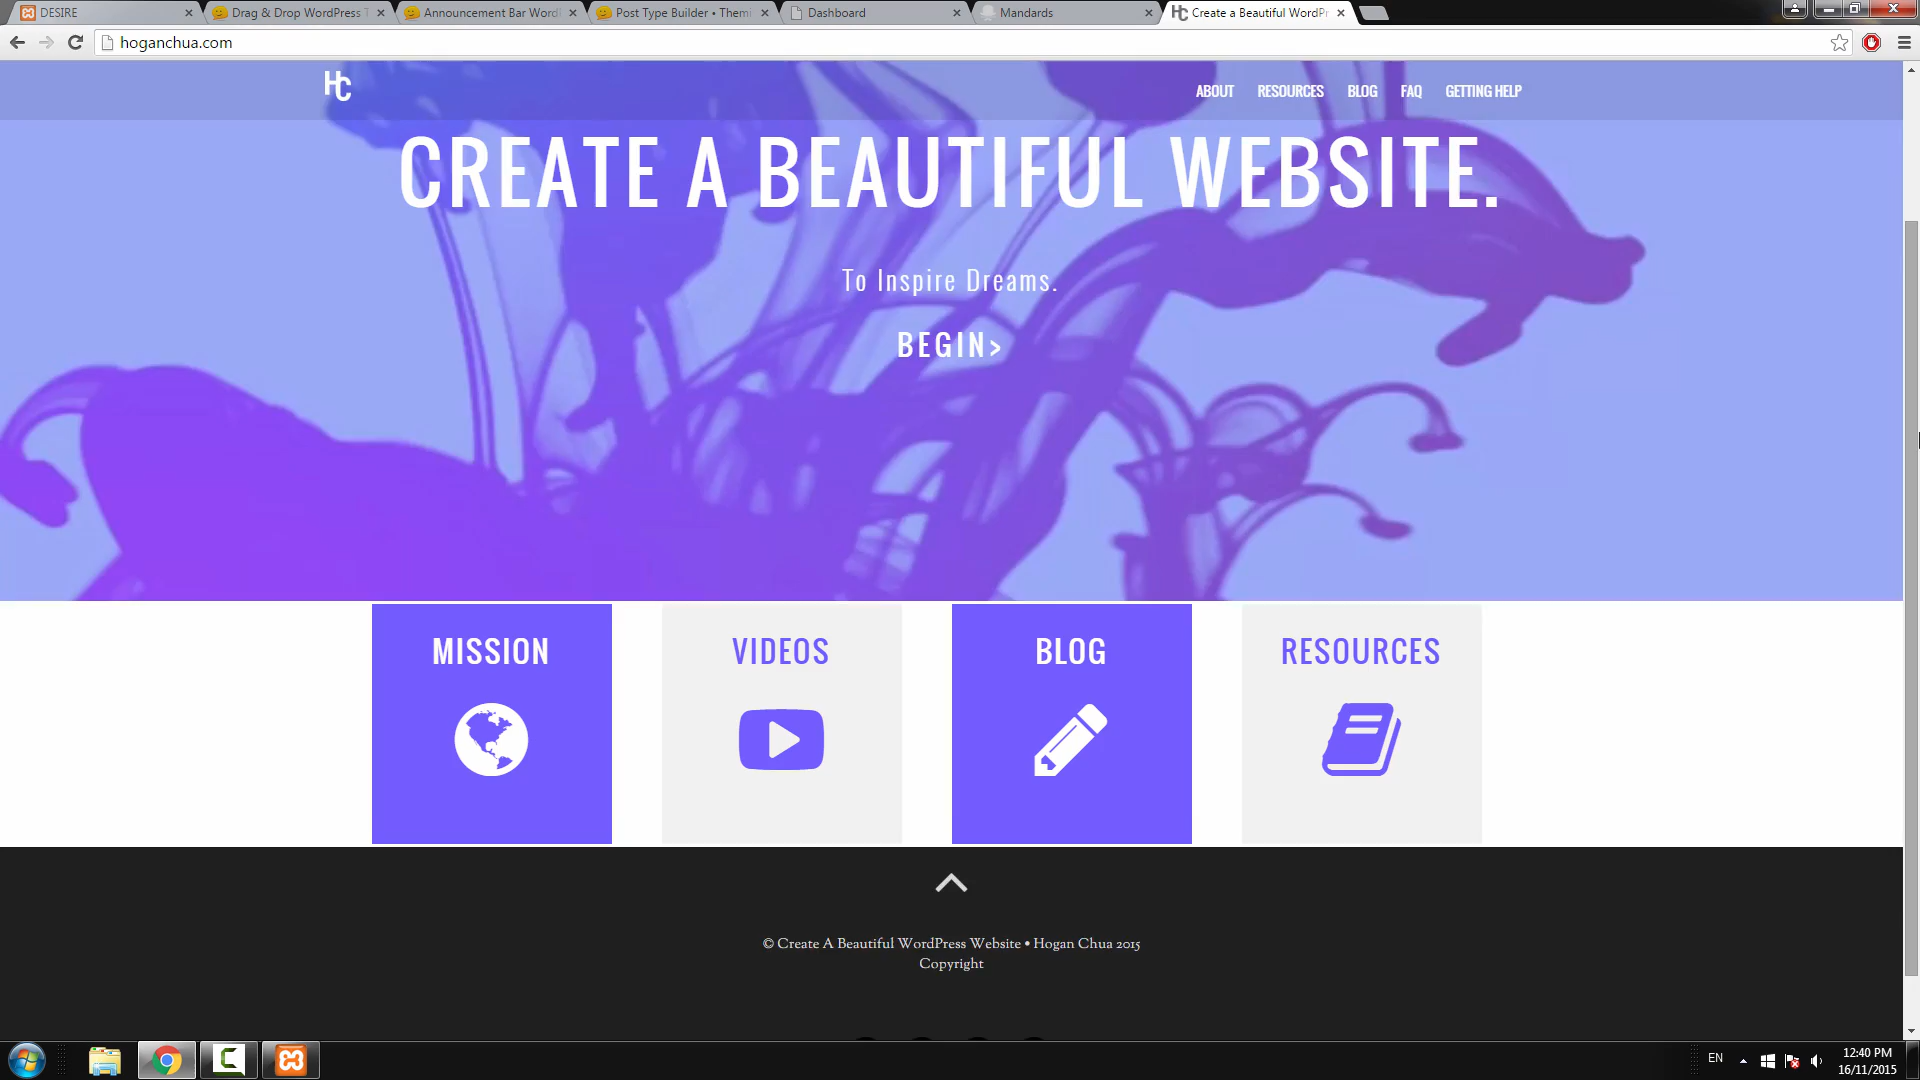 DESIRE
Drag & Drop WordPress T
Announcement Bar Word
Post Type Builder • Themi
Dashboard
Mandards
Create a Beautiful WordPr
hoganchua.com
HC
ABOUT
RESOURCES
BLOG
FAQ
GETTING HELP
CREATE A BEAUTIFUL WEBSITE.
To Inspire Dreams.
BEGIN>
MISSION
VIDEOS
BLOG
RESOURCES
© Create A Beautiful WordPress Website • Hogan Chua 2015
Copyright
EN
12:40 PM
16/11/2015